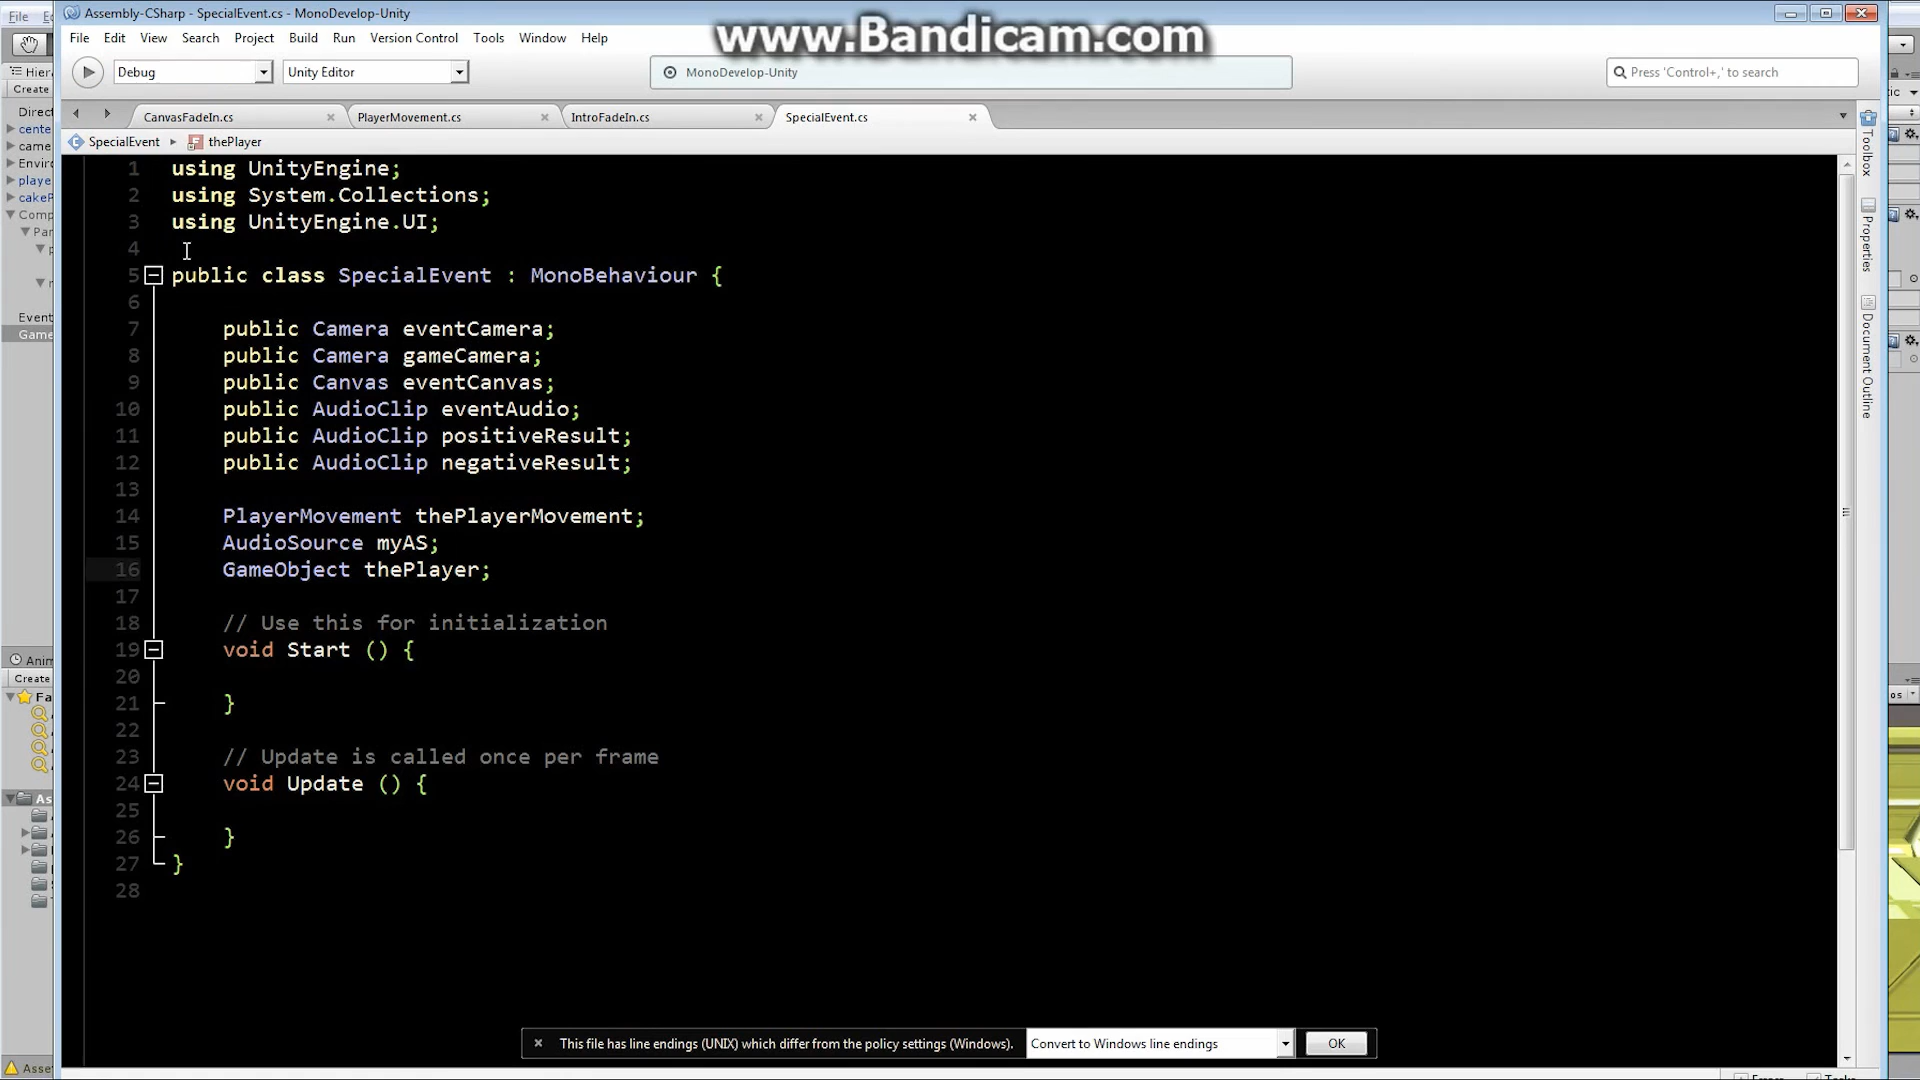 File
Assembly-CSharp - SpecialEvent.cs - MonoDevelop-Unity
File Edit View Search Project Build Run Version Control Tools Window Help
www.Bandicam.com
Debug
Unity Editor
MonoDevelop-Unity
Press 'Control+,' to search
Create
CanvasFadeIn.cs
PlayerMovement.cs
IntroFadeIn.cs
SpecialEvent.cs
SpecialEvent
thePlayer
1 using UnityEngine;
2 using System.Collections;
3 using UnityEngine.UI;
4
5 public class SpecialEvent : MonoBehaviour {
6
7 public Camera eventCamera;
8 public Camera gameCamera;
9 public Canvas eventCanvas;
10 public AudioClip eventAudio;
11 public AudioClip positiveResult;
12 public AudioClip negativeResult;
13
14 PlayerMovement thePlayerMovement;
15 AudioSource myAS;
16 GameObject thePlayer;
17
18 // Use this for initialization
19 void Start () {
20
21 }
22
23 // Update is called once per frame
24 void Update () {
25
26 }
27 }
28
Toolbox
Properties
Document Outline
Create
This file has line endings (UNIX) which differ from the policy settings (Windows).
Convert to Windows line endings
OK